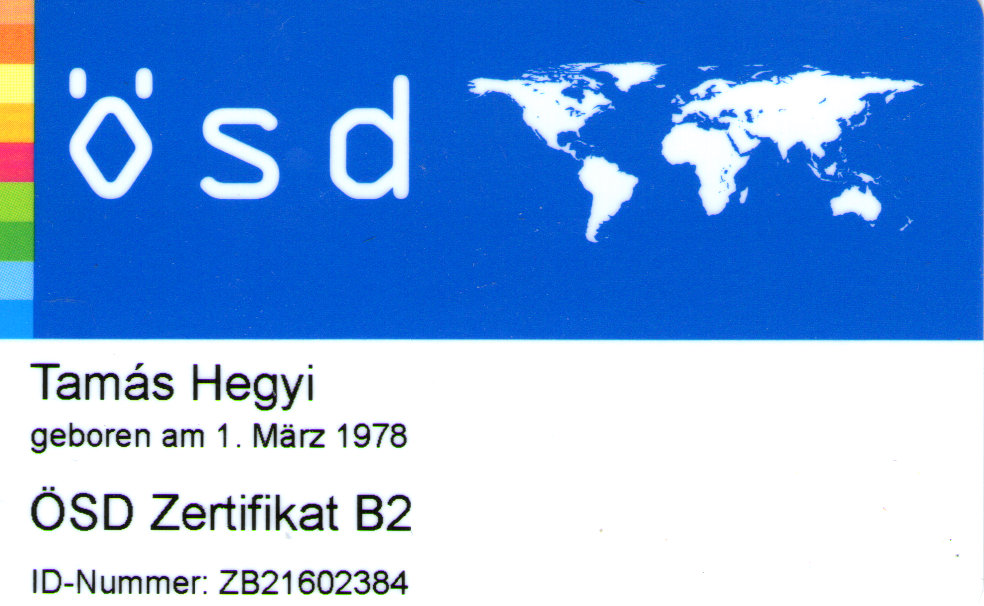 ösd
Tamás Hegyi
geboren am 1. März 1978
ÖSD Zertifikat B2
ID-Nummer: ZB21602384